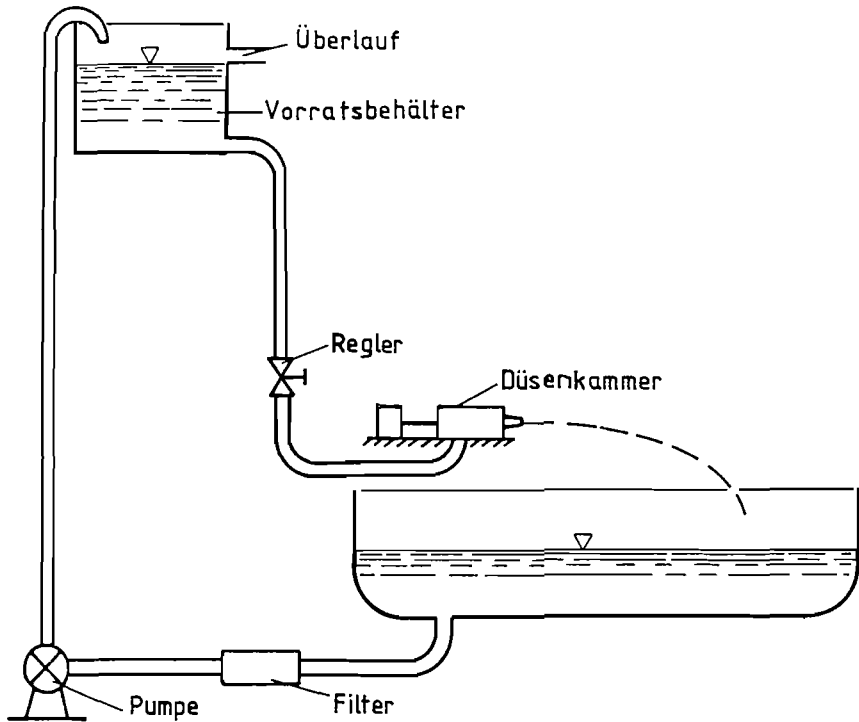 Überlauf
Vorratsbehälter
Regler
Düsenkammer
Pumpe
Filter